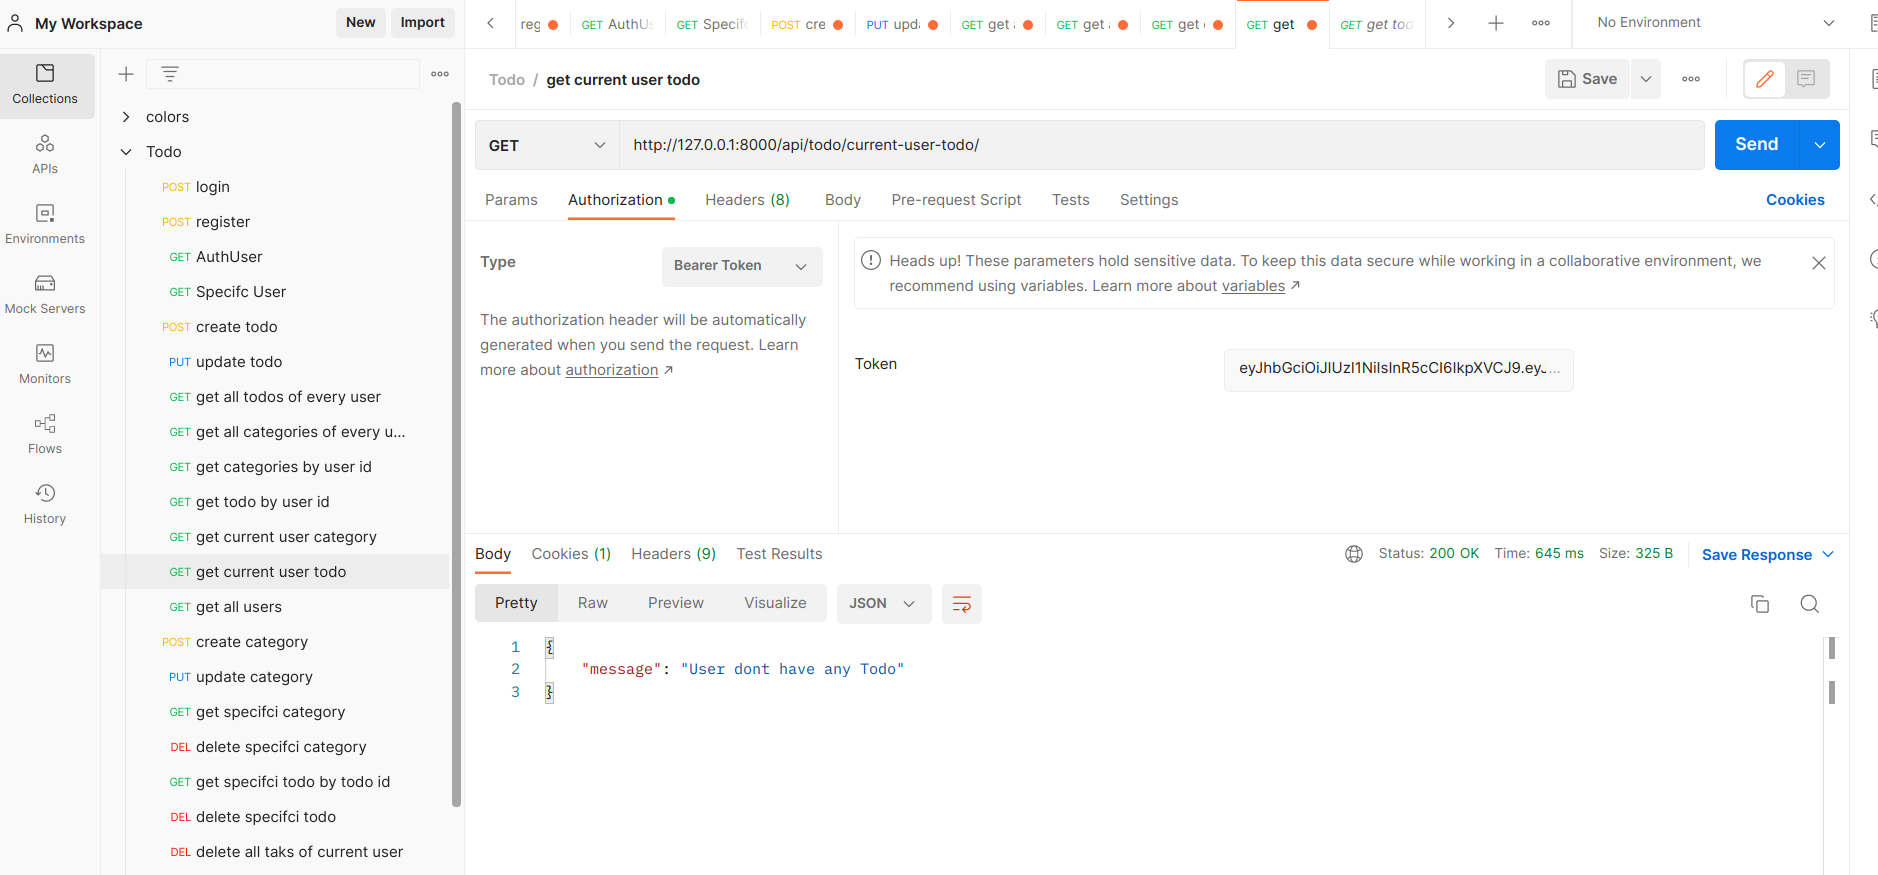 My Workspace
New
Import
reg
GET AuthUs
GET Specifc
POST cre
PUT upda
GET get a
GET get a
GET get
GET get
GET get tod
No Environment
Collections
APIs
Environments
Mock Servers
Monitors
Flows
History
colors
Todo
POST login
POST register
GET AuthUser
GET Specifc User
POST create todo
PUT update todo
GET get all todos of every user
GET get all categories of every u...
GET get categories by user id
GET get todo by user id
GET get current user category
GET get current user todo
GET get all users
POST create category
PUT update category
GET get specifci category
DEL delete specifci category
GET get specifci todo by todo id
DEL delete specifci todo
DEL delete all taks of current user
Todo / get current user todo
Save
GET
http://127.0.0.1:8000/api/todo/current-user-todo/
Send
Params
Authorization
Headers (8)
Body
Pre-request Script
Tests
Settings
Cookies
Type
Bearer Token
The authorization header will be automatically
generated when you send the request. Learn
more about authorization ↗
Heads up! These parameters hold sensitive data. To keep this data secure while working in a collaborative environment, we
recommend using variables. Learn more about variables ↗
Token
eyJhbGciOiJIUzI1NiIsInR5cCI6IkpXVCJ9.eyJ...
Body
Cookies (1)
Headers (9)
Test Results
Status: 200 OK
Time: 645 ms
Size: 325 B
Save Response
Pretty
Raw
Preview
Visualize
JSON
1 {
2 "message": "User dont have any Todo"
3 }